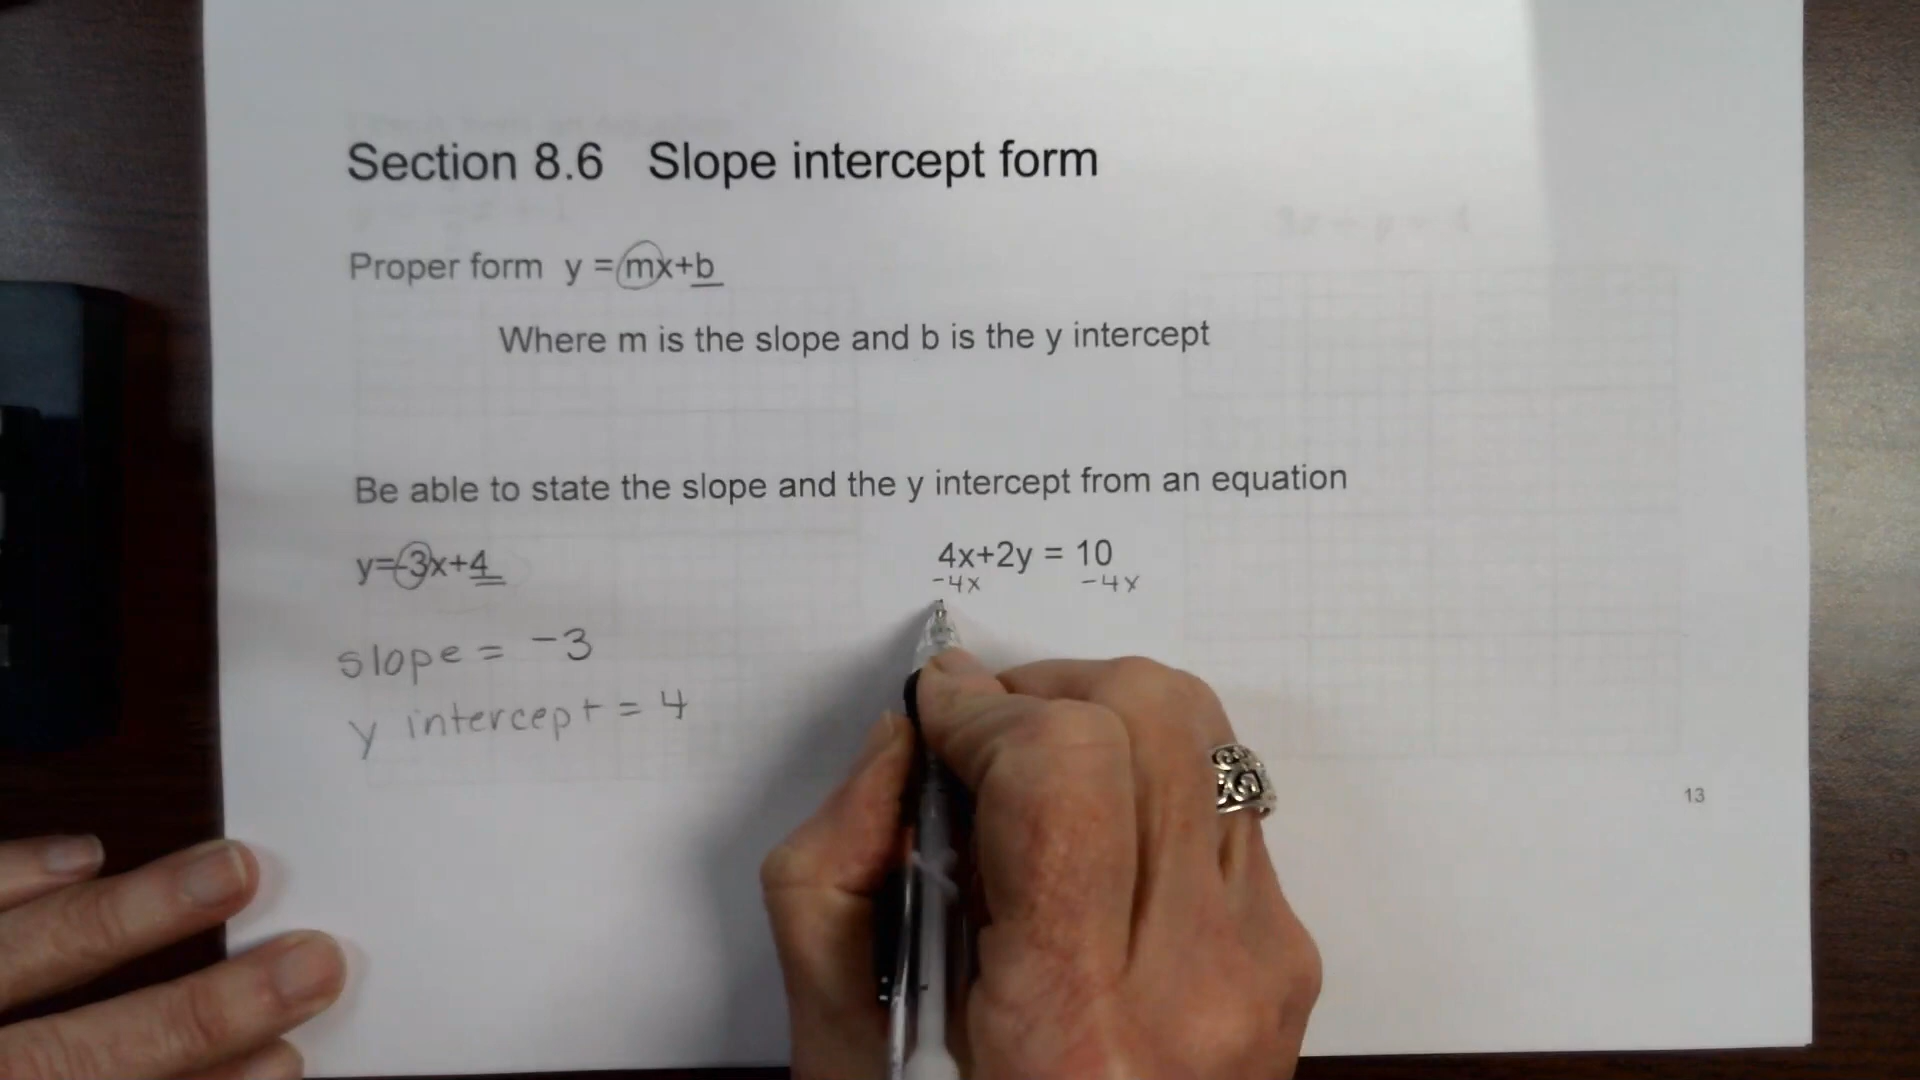 Section 8.6 Slope intercept form
Proper form y = mx+b
Where m is the slope and b is the y intercept
Be able to state the slope and the y intercept from an equation
y=-3x+4
4x+2y = 10
-4x -4x
slope = -3
y intercept = 4
13